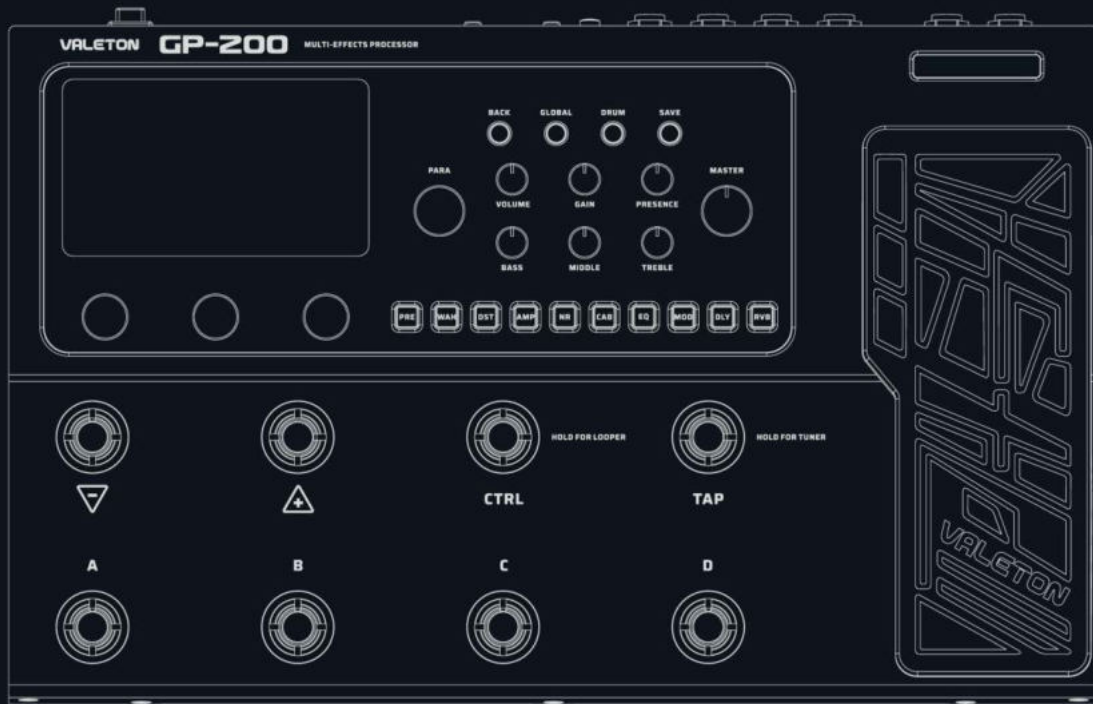 VALETON GP-200 MULTI-EFFECTS PROCESSOR
BACK GLOBAL DRUM SAVE
PARA MASTER
VOLUME GAIN PRESENCE
BASS MIDDLE TREBLE
PRE WAH DST AMP NR CAB EQ MOD DLY RVB
HOLD FOR LOOPER HOLD FOR TUNER
- + CTRL TAP
A B C D
VALETON